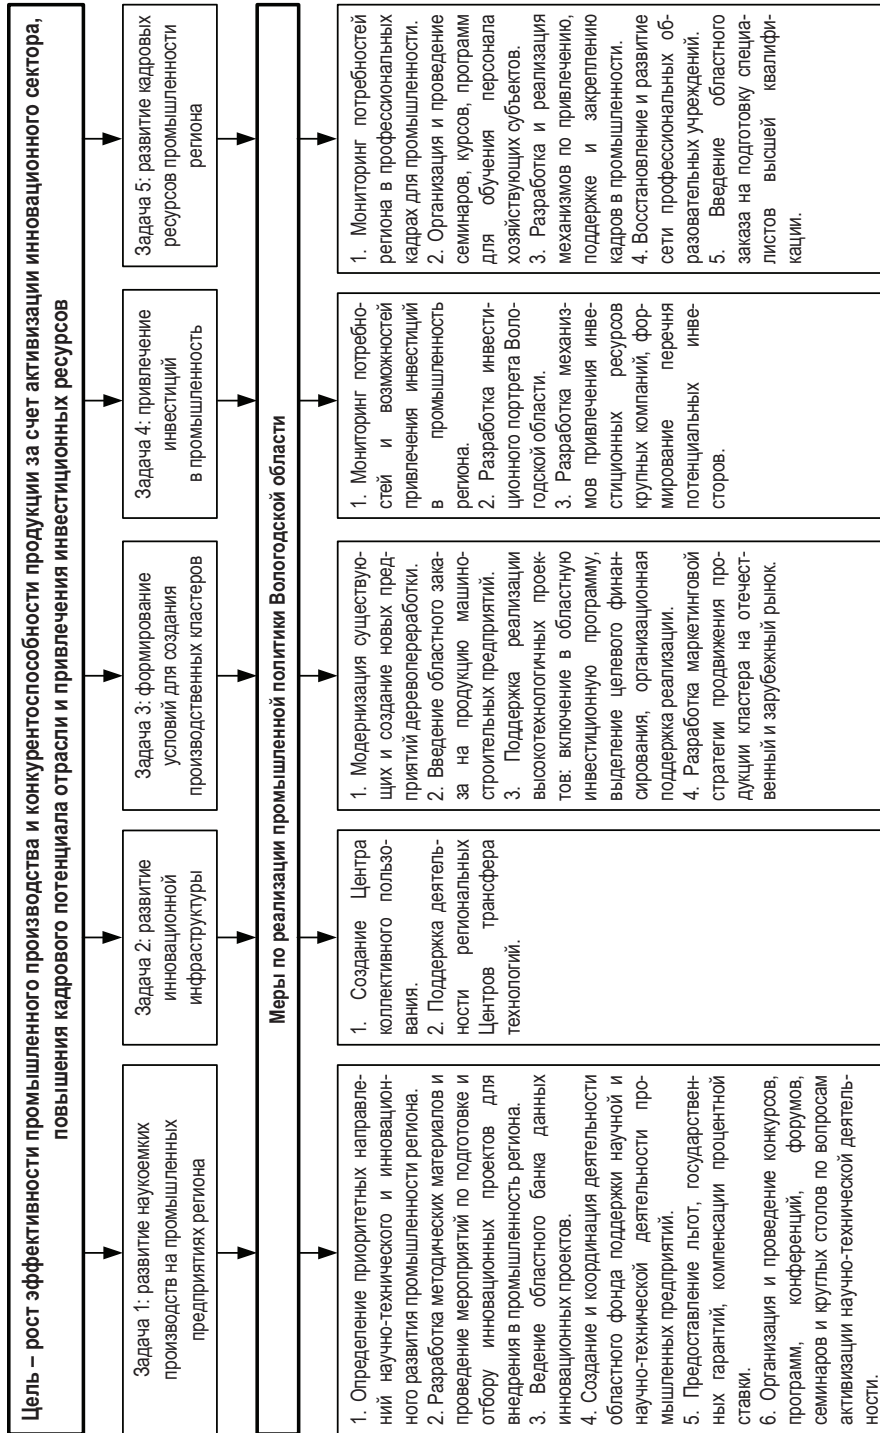 Цель – рост эффективности промышленного производства и конкурентоспособности продукции за счет активизации инновационного сектора,
повышения кадрового потенциала отрасли и привлечения инвестиционных ресурсов
Задача 1: развитие наукоемких
производств на промышленных
предприятиях региона
Задача 2: развитие
инновационной
инфраструктуры
Задача 3: формирование
условий для создания
производственных кластеров
Задача 4: привлечение
инвестиций
в промышленность
Задача 5: развитие кадровых
ресурсов промышленности
региона
Меры по реализации промышленной политики Вологодской области
1. Определение приоритетных направле-
ний научно-технического и инновацион-
ного развития промышленности региона.
2. Разработка методических материалов и
проведение мероприятий по подготовке и
отбору инновационных проектов для
внедрения в промышленность региона.
3. Ведение областного банка данных
инновационных проектов.
4. Создание и координация деятельности
областного фонда поддержки научной и
научно-технической деятельности про-
мышленных предприятий.
5. Предоставление льгот, государствен-
ных гарантий, компенсации процентной
ставки.
6. Организация и проведение конкурсов,
программ, конференций, форумов,
семинаров и круглых столов по вопросам
активизации научно-технической деятель-
ности.
1. Создание Центра
коллективного пользо-
вания.
2. Поддержка деятель-
ности региональных
Центров трансфера
технологий.
1. Модернизация существую-
щих и создание новых пред-
приятий деревопереработки.
2. Введение областного зака-
за на продукцию машино-
строительных предприятий.
3. Поддержка реализации
высокотехнологичных проек-
тов: включение в областную
инвестиционную программу,
выделение целевого финан-
сирования, организационная
поддержка реализации.
4. Разработка маркетинговой
стратегии продвижения про-
дукции кластера на отечест-
венный и зарубежный рынок.
1. Мониторинг потребно-
стей и возможностей
привлечения инвестиций
в промышленность
региона.
2. Разработка инвести-
ционного портрета Воло-
годской области.
3. Разработка механиз-
мов привлечения инве-
стиционных ресурсов
крупных компаний, фор-
мирование перечня
потенциальных инве-
сторов.
1. Мониторинг потребностей
региона в профессиональных
кадрах для промышленности.
2. Организация и проведение
семинаров, курсов, программ
для обучения персонала
хозяйствующих субъектов.
3. Разработка и реализация
механизмов по привлечению,
поддержке и закреплению
кадров в промышленности.
4. Восстановление и развитие
сети профессиональных об-
разовательных учреждений.
5. Введение областного
заказа на подготовку специа-
листов высшей квалифи-
кации.